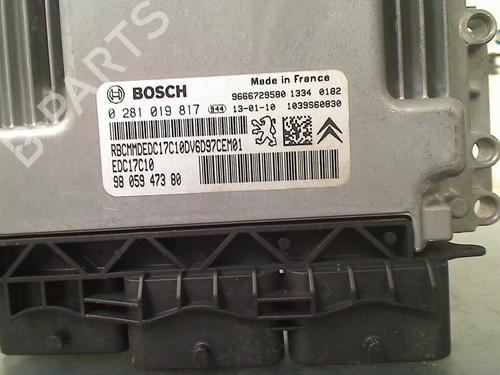 PARTS
BOSCH
Made in France
9666729580 1334 0182
0 281 019 817 944 13-01-10 1039S60830
RBCMMDEDC17C10DV6D97CEM01
EDC17C10
98 059 473 80